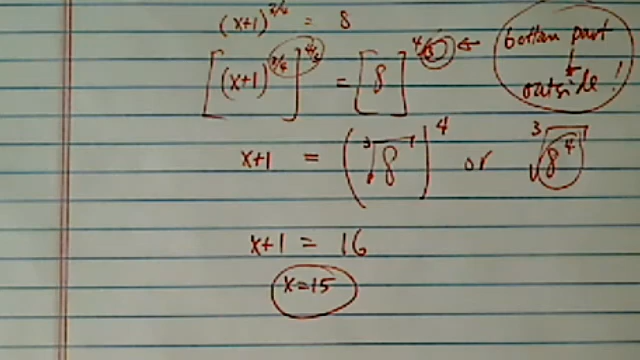 (x+1)^{3/4} = 8
[(x+1)^{3/4}]^{4/3} = [8]^{4/3} ← bottom part ↓ outside!
x+1 = (∛8)^4 or ∛8^4
x+1 = 16
x=15